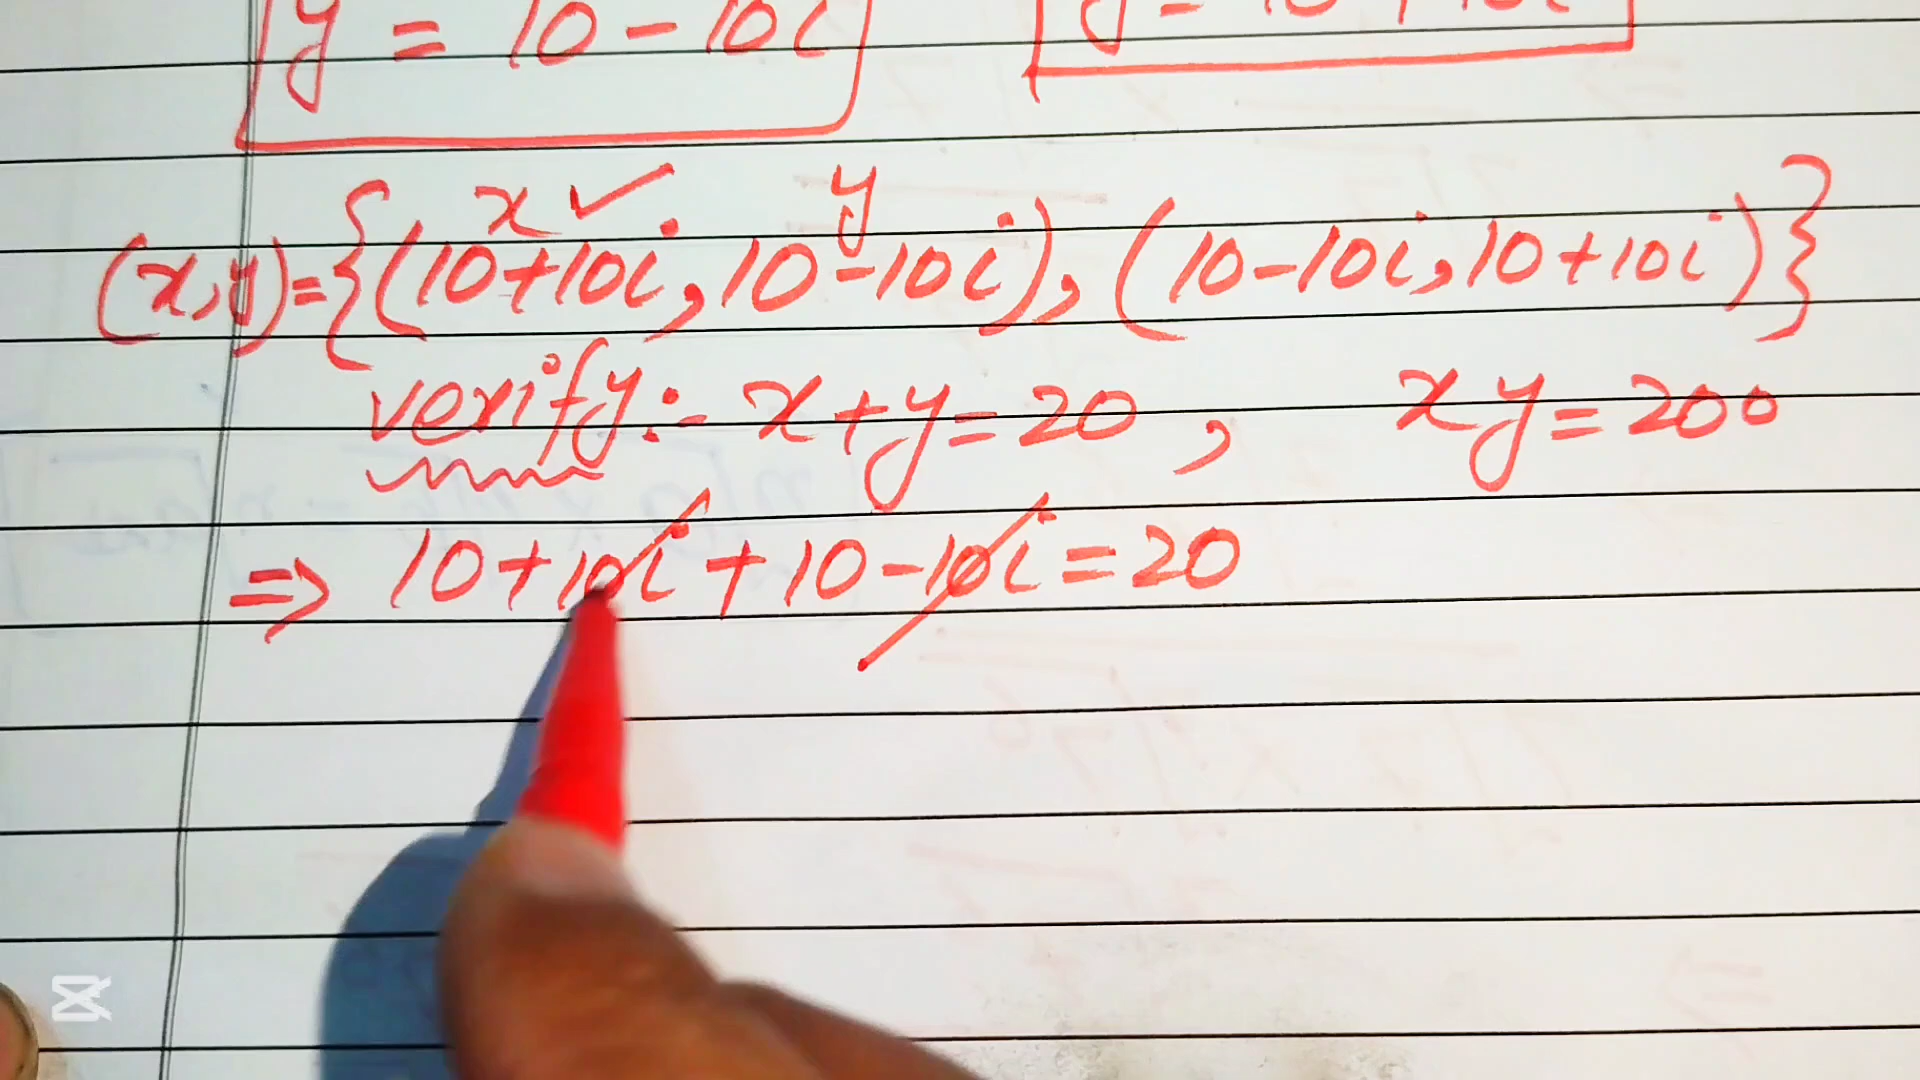 y = 10 - 10i
x ✓ y
(x,y)={(10+10i, 10-10i), (10-10i, 10+10i)}
verify:- x+y=20, xy=200
=> 10+10i+10-10i=20